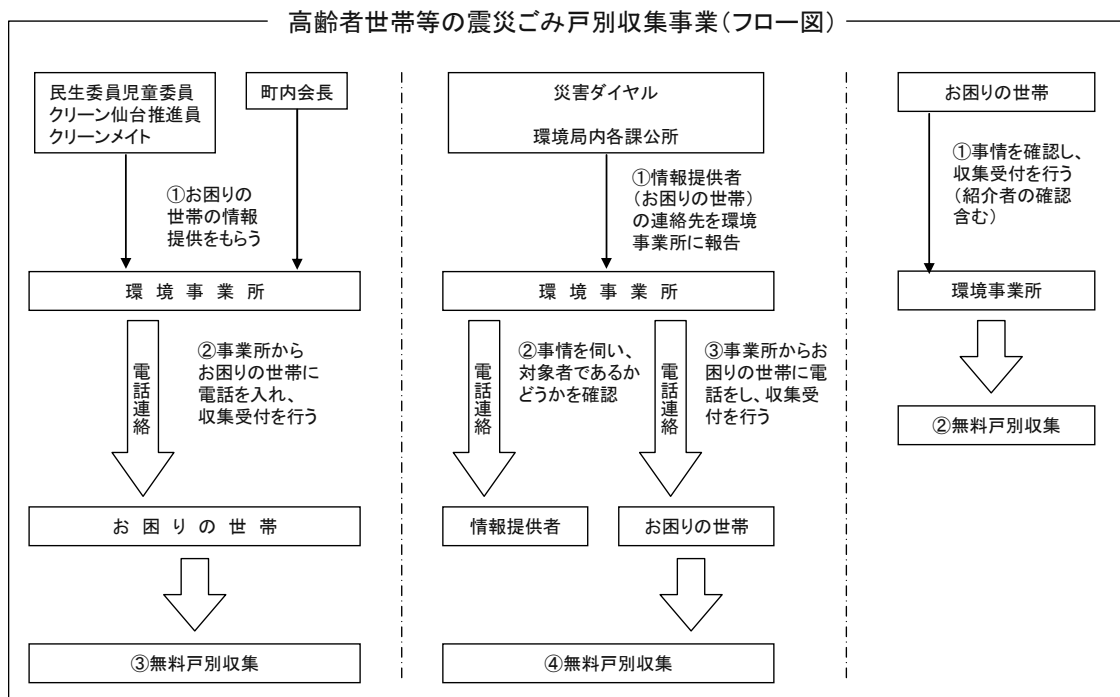 高齢者世帯等の震災ごみ戸別収集事業(フロー図)
民生委員児童委員
クリーン仙台推進員
クリーンメイト
町内会長
①お困りの
世帯の情報
提供をもらう
環境事業所
電話連絡
②事業所から
お困りの世帯に
電話を入れ、
収集受付を行う
お困りの世帯
③無料戸別収集
災害ダイヤル
環境局内各課公所
①情報提供者
(お困りの世帯)
の連絡先を環境
事業所に報告
環境事業所
電話連絡
②事情を伺い、
対象者であるか
どうかを確認
電話連絡
③事業所からお
困りの世帯に電
話をし、収集受
付を行う
情報提供者
お困りの世帯
④無料戸別収集
お困りの世帯
①事情を確認し、
収集受付を行う
(紹介者の確認
含む)
環境事業所
②無料戸別収集